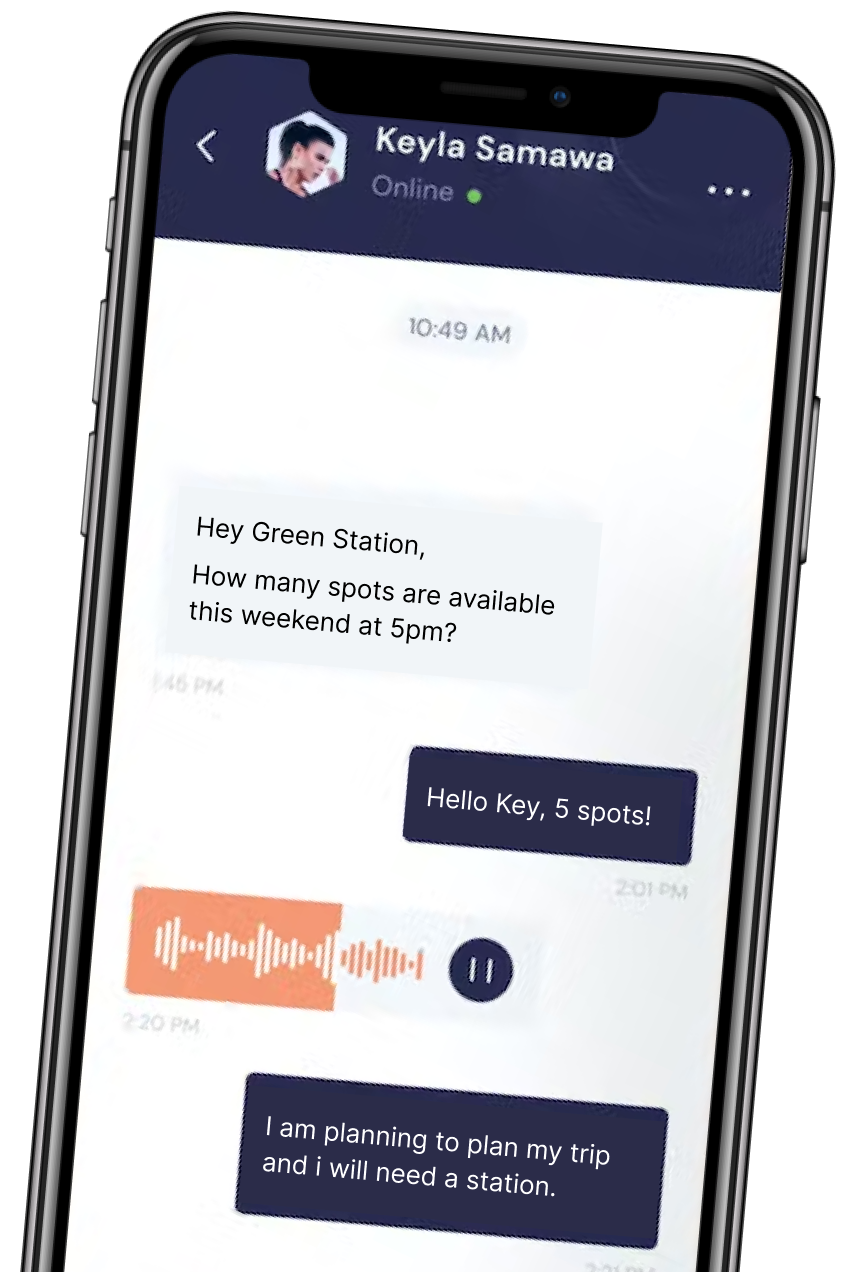 Keyla Samawa
Online
10:49 AM
Hey Green Station,
How many spots are available
this weekend at 5pm?
:46 PM
Hello Key, 5 spots!
2:01 PM
2:20 PM
I am planning to plan my trip
and i will need a station.